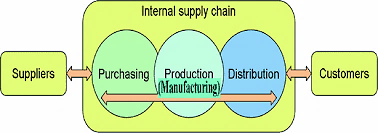 Internal supply chain
Suppliers
Purchasing
Production
(Manufacturing)
Distribution
Customers